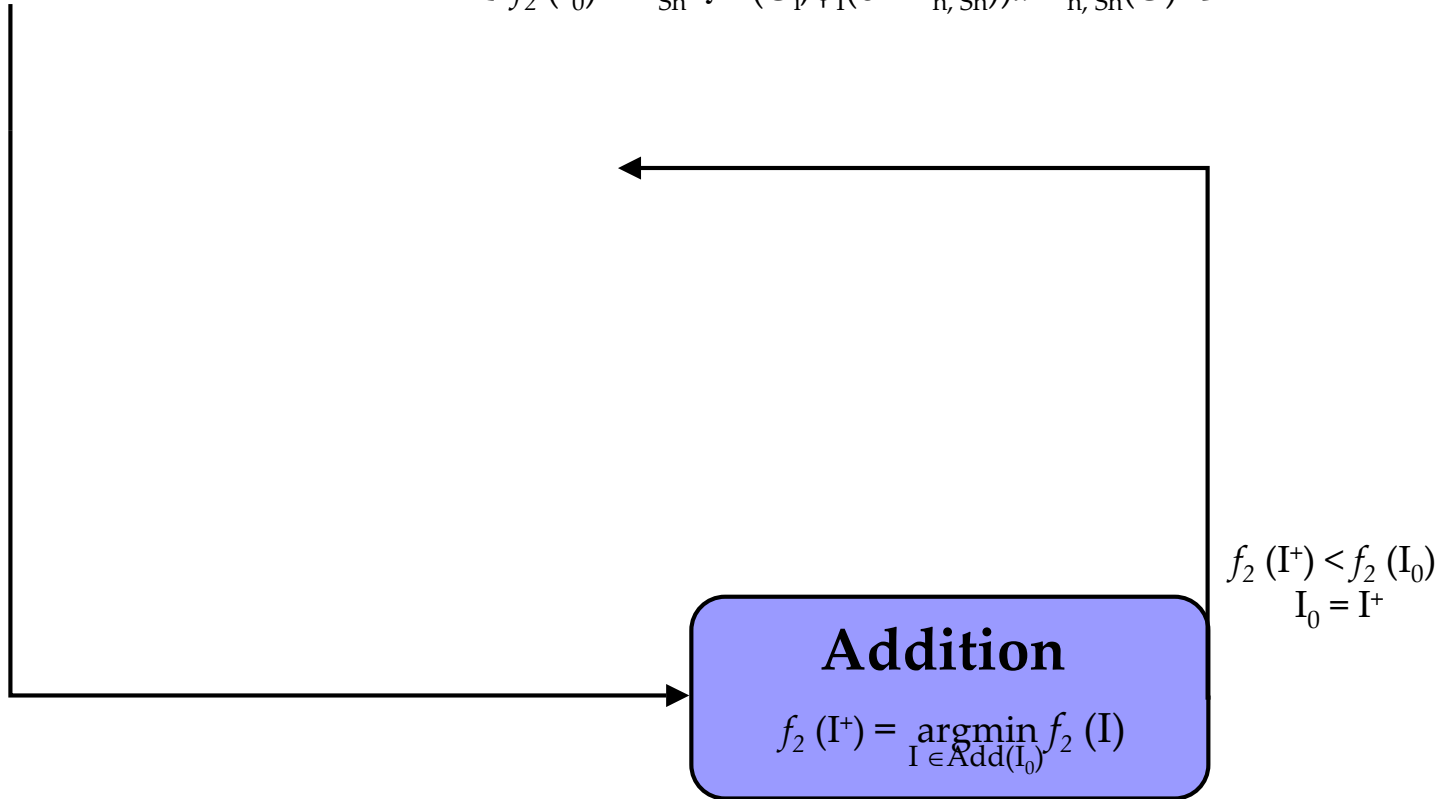 f₂ (I⁺) < f₂ (I₀)
I₀ = I⁺
Addition
f₂ (I⁺) = argmin f₂ (I)
I ∈ Add(I₀)